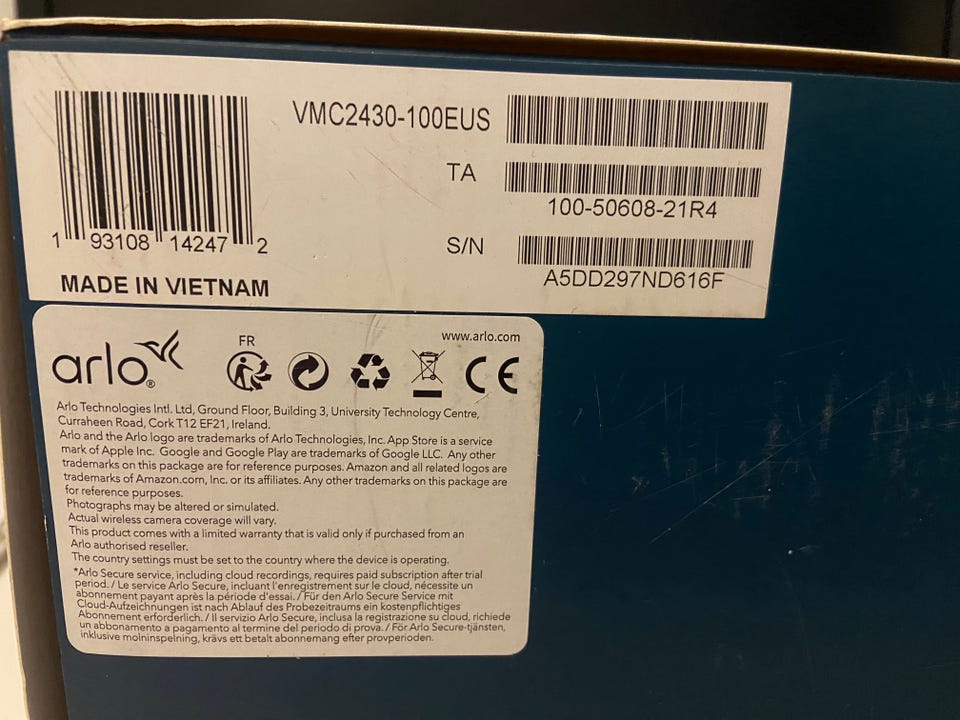 VMC2430-100EUS
TA
100-50608-21R4
S/N
A5DD297ND616F
1 93108 14247 2
MADE IN VIETNAM
arlo®
FR
www.arlo.com
CE
Arlo Technologies Intl. Ltd, Ground Floor, Building 3, University Technology Centre,
Curraheen Road, Cork T12 EF21, Ireland.
Arlo and the Arlo logo are trademarks of Arlo Technologies, Inc. App Store is a service
mark of Apple Inc. Google and Google Play are trademarks of Google LLC. Any other
trademarks on this package are for reference purposes. Amazon and all related logos are
trademarks of Amazon.com, Inc. or its affiliates. Any other trademarks on this package are
for reference purposes.
Photographs may be altered or simulated.
Actual wireless camera coverage will vary.
This product comes with a limited warranty that is valid only if purchased from an
Arlo authorised reseller.
The country settings must be set to the country where the device is operating.
*Arlo Secure service, including cloud recordings, requires paid subscription after trial
period. / Le service Arlo Secure, incluant l'enregistrement sur le cloud, nécessite un
abonnement payant après la période d'essai. / Für den Arlo Secure Service mit
Cloud-Aufzeichnungen ist nach Ablauf des Probezeitraums ein kostenpflichtiges
Abonnement erforderlich. / Il servizio Arlo Secure, inclusa la registrazione su cloud, richiede
un abbonamento a pagamento al termine del periodo di prova. / För Arlo Secure-tjänsten,
inklusive molninspelning, krävs ett betalt abonnemang efter provperioden.